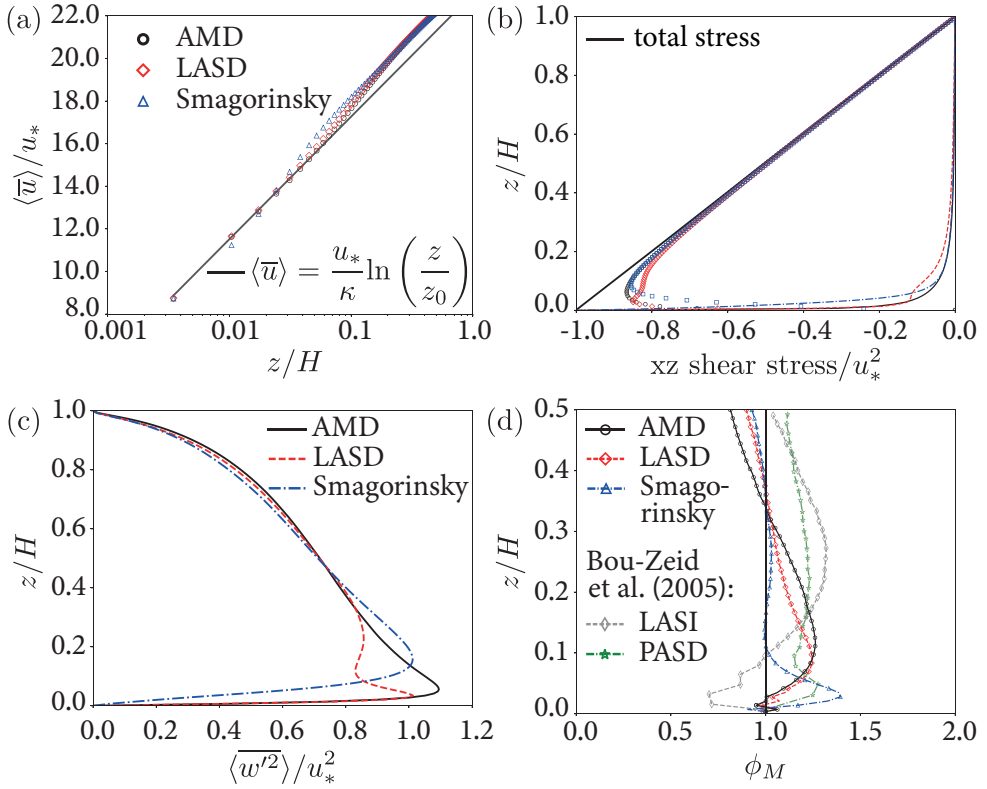 (a)
22.0
20.0
18.0
16.0
14.0
12.0
10.0
8.0
⟨u̅⟩/u_*
AMD
LASD
Smagorinsky
⟨u̅⟩ = u_*/κ ln (z/z_0)
0.001
0.01
0.1
1.0
z/H
(b)
1.0
0.8
0.6
0.4
0.2
0.0
z/H
total stress
-1.0
-0.8
-0.6
-0.4
-0.2
0.0
xz shear stress/u_*^2
(c)
1.0
0.8
0.6
0.4
0.2
0.0
z/H
AMD
LASD
Smagorinsky
0.0
0.2
0.4
0.6
0.8
1.0
1.2
⟨w'^2⟩/u_*^2
(d)
0.5
0.4
0.3
0.2
0.1
0.0
z/H
AMD
LASD
Smago-
rinsky
Bou-Zeid
et al. (2005):
LASI
PASD
0.0
0.5
1.0
1.5
2.0
ϕ_M